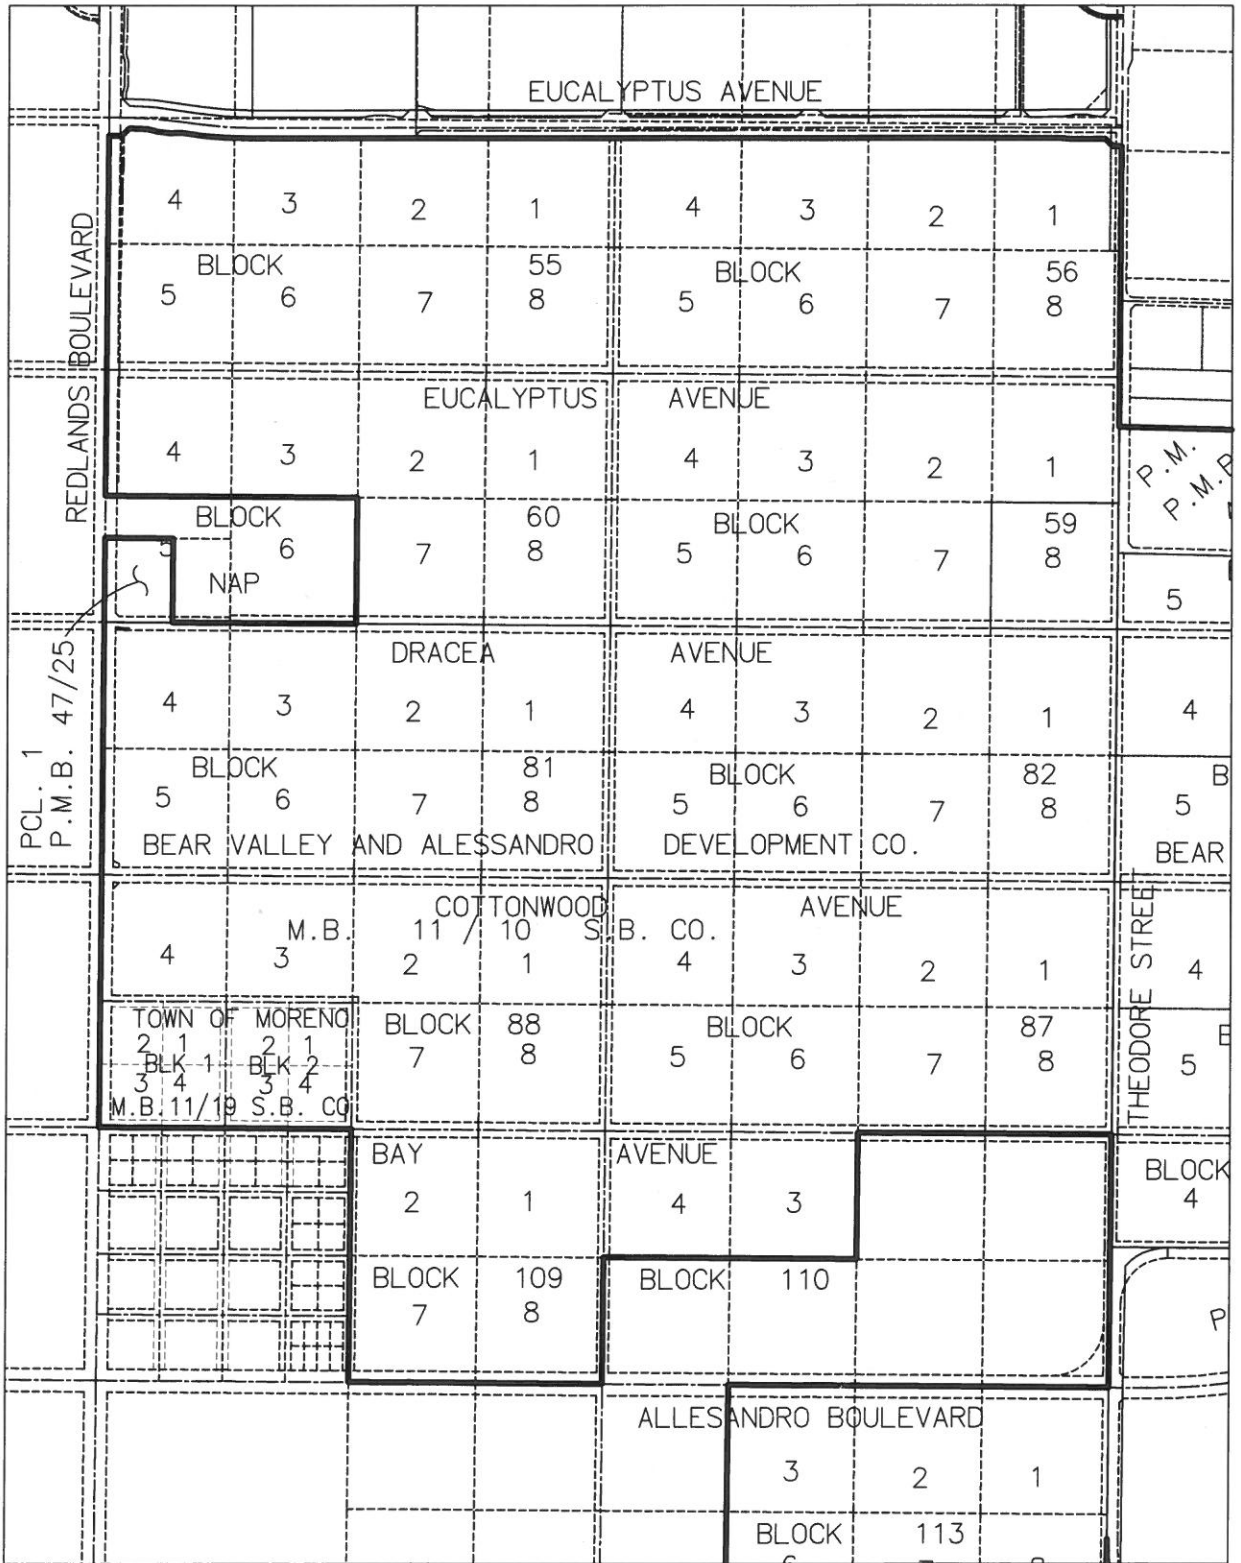 EUCALYPTUS AVENUE
4 3 2 1 4 3 2 1
BLOCK 55 BLOCK 56
5 6 7 8 5 6 7 8
REDLANDS BOULEVARD
EUCALYPTUS AVENUE
4 3 2 1 4 3 2 1
P.M.
P.M.B
BLOCK 60 BLOCK 59
5 6 7 8 5 6 7 8
NAP
5
PCL. 1
P.M.B. 47/25
DRACEA AVENUE
4 3 2 1 4 3 2 1 4
BLOCK 81 BLOCK 82 B
5 6 7 8 5 6 7 8 5
BEAR VALLEY AND ALESSANDRO DEVELOPMENT CO. BEAR
COTTONWOOD AVENUE
M.B. 11 / 10 S.B. CO.
4 3 2 1 4 3 2 1 4
THEODORE STREET
TOWN OF MORENO BLOCK 88 BLOCK 87
2 1 2 1
BLK 1 BLK 2
7 8 5 6 7 8 5
3 4 3 4
M.B.11/19 S.B. CO
BAY AVENUE
BLOCK
2 1 4 3 4
BLOCK 109 BLOCK 110
7 8
P
ALLESANDRO BOULEVARD
3 2 1
BLOCK 113